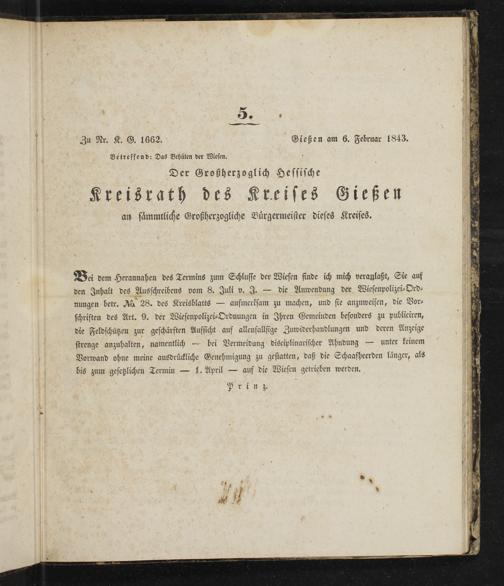 5.
Zu Nr. K. G. 1662.
Gießen am 6. Februar 1843.
Betreffend: Das Behüten der Wiesen.
Der Großherzoglich Hessische
Kreisrath des Kreises Gießen
an sämmtliche Großherzogliche Bürgermeister dieses Kreises.
Bei dem Herannahen des Termins zum Schlusse der Wiesen finde ich mich veranlaßt, Sie auf
den Inhalt des Ausschreibens vom 8. Juli v. J. — die Anwendung der Wiesenpolizei-Ord-
nungen betr. № 28. des Kreisblatts — aufmerksam zu machen, und sie anzuweisen, die Vor-
schriften des Art. 9. der Wiesenpolizei-Ordnungen in Ihren Gemeinden besonders zu publiciren,
die Feldschützen zur geschärften Aufsicht auf allenfallsige Zuwiderhandlungen und deren Anzeige
strenge anzuhalten, namentlich — bei Vermeidung disciplinarischer Ahndung — unter keinem
Vorwand ohne meine ausdrückliche Genehmigung zu gestatten, daß die Schaafheerden länger, als
bis zum gesetzlichen Termin — 1. April — auf die Wiesen getrieben werden.
Prinz.